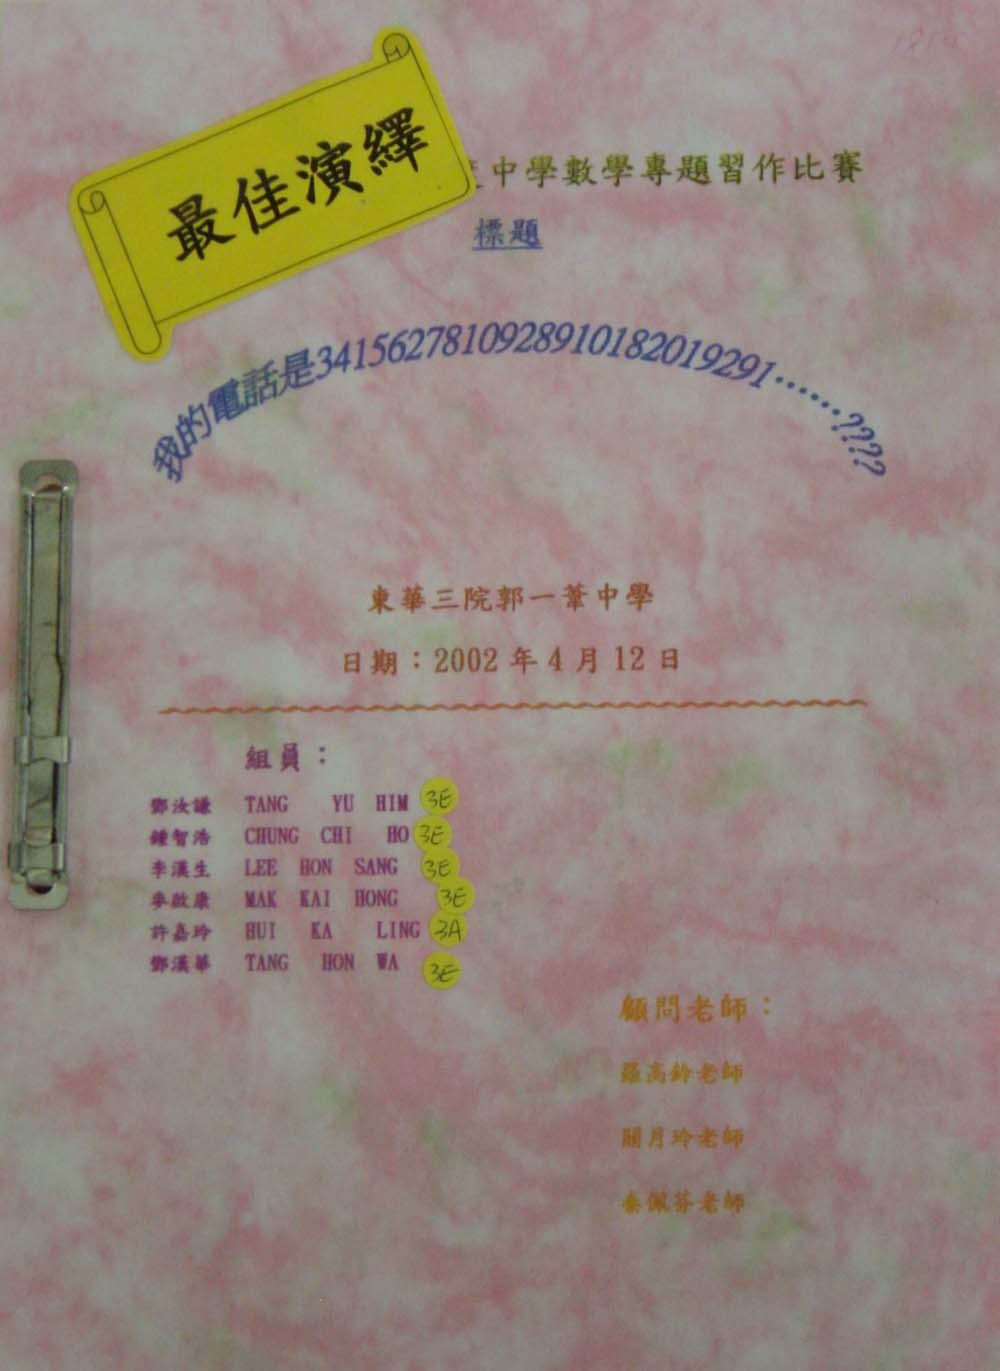 最佳演繹
中學數學專題習作比賽
標題
我的電話是34156278109289101820192​91⋯⋯????
東華三院郭一葦中學
日期：2002年4月12日
組員：
鄧汝謙 TANG YU HIM 3E
鍾智浩 CHUNG CHI HO 3E
李漢生 LEE HON SANG 3E
麥啟康 MAK KAI HONG 3E
許嘉玲 HUI KA LING 3A
鄧漢華 TANG HON WA 3E
顧問老師：
羅高鈴老師
關月玲老師
秦佩芬老師